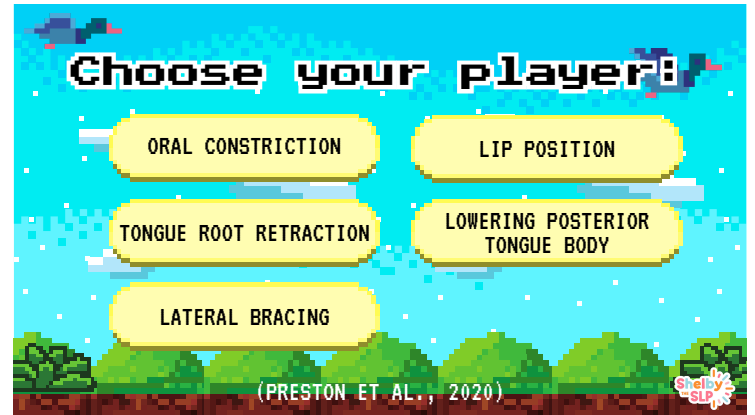 Choose your player:
ORAL CONSTRICTION
LIP POSITION
TONGUE ROOT RETRACTION
LOWERING POSTERIOR
TONGUE BODY
LATERAL BRACING
(PRESTON ET AL., 2020)
Shelby
THE SLP